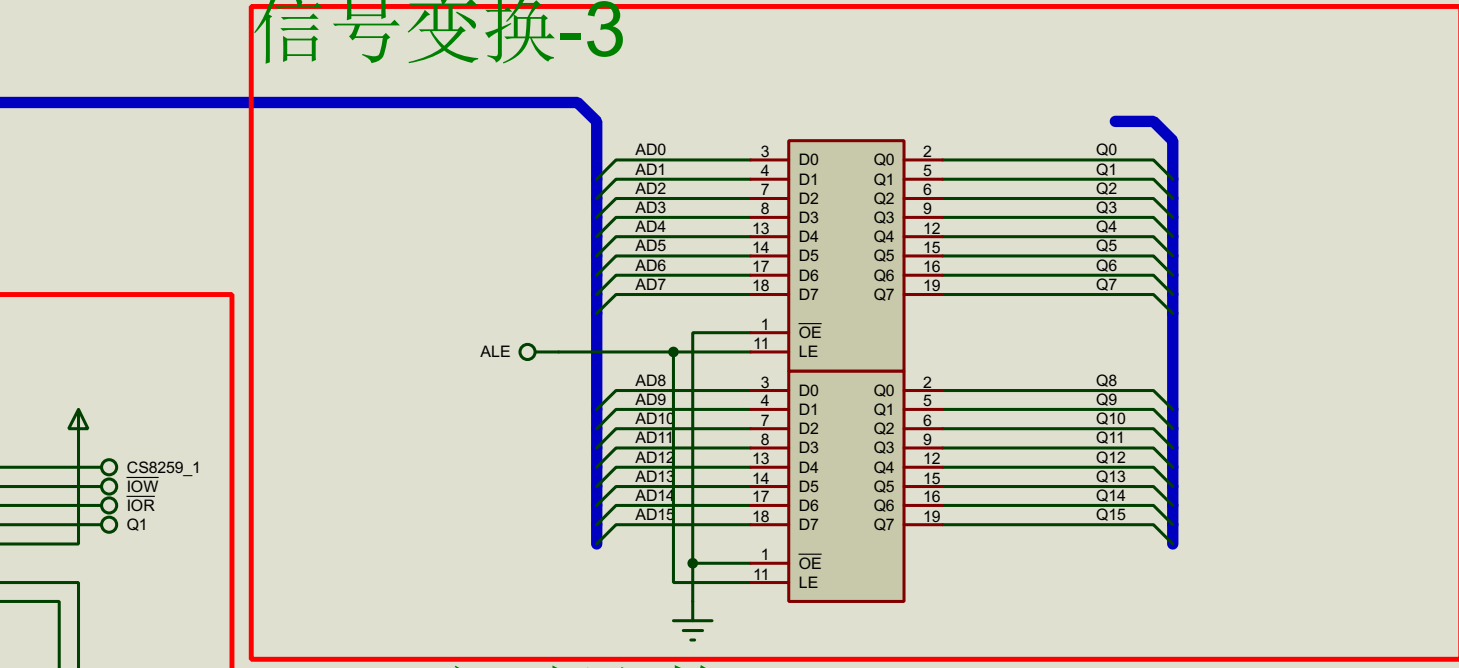 信号变换-3
AD0 3 D0 Q0 2 Q0
AD1 4 D1 Q1 5 Q1
AD2 7 D2 Q2 6 Q2
AD3 8 D3 Q3 9 Q3
AD4 13 D4 Q4 12 Q4
AD5 14 D5 Q5 15 Q5
AD6 17 D6 Q6 16 Q6
AD7 18 D7 Q7 19 Q7
1 OE
ALE 11 LE
AD8 3 D0 Q0 2 Q8
AD9 4 D1 Q1 5 Q9
AD10 7 D2 Q2 6 Q10
AD11 8 D3 Q3 9 Q11
AD12 13 D4 Q4 12 Q12
AD13 14 D5 Q5 15 Q13
AD14 17 D6 Q6 16 Q14
AD15 18 D7 Q7 19 Q15
1 OE
11 LE
CS8259_1
IOW
IOR
Q1